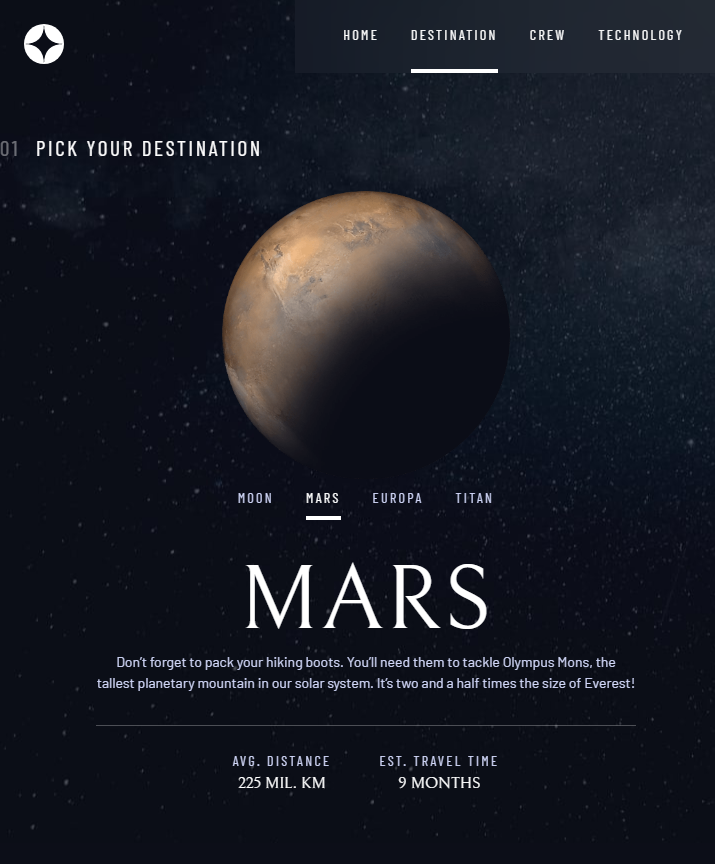 HOME DESTINATION CREW TECHNOLOGY
01 PICK YOUR DESTINATION
MOON MARS EUROPA TITAN
MARS
Don’t forget to pack your hiking boots. You’ll need them to tackle Olympus Mons, the
tallest planetary mountain in our solar system. It’s two and a half times the size of Everest!
AVG. DISTANCE EST. TRAVEL TIME
225 MIL. KM 9 MONTHS